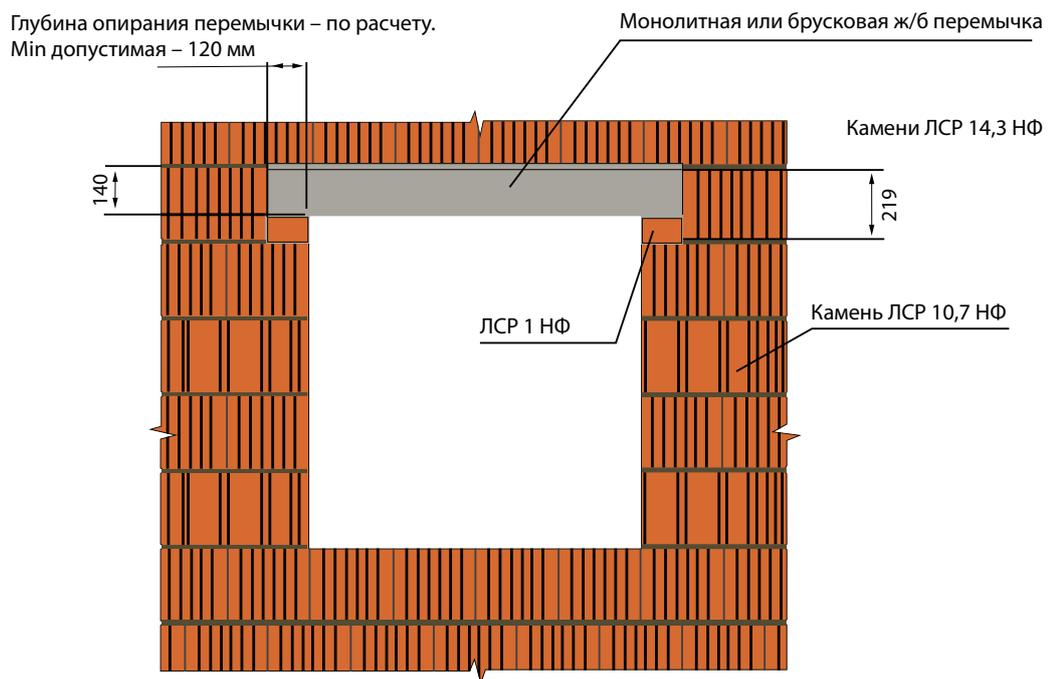 Глубина опирания перемычки – по расчету.
Min допустимая – 120 мм
Монолитная или брусковая ж/б перемычка
Камени ЛСР 14,3 НФ
140
219
ЛСР 1 НФ
Камень ЛСР 10,7 НФ